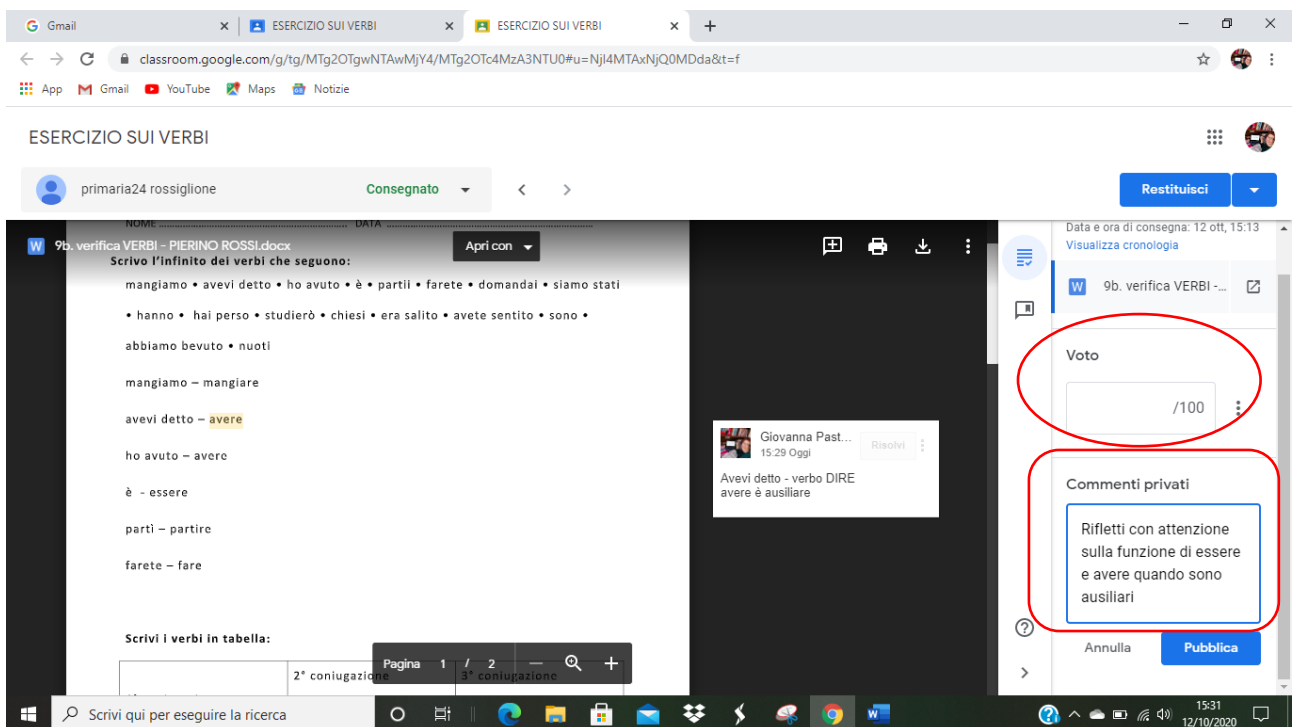 Gmail
ESERCIZIO SUI VERBI
ESERCIZIO SUI VERBI
classroom.google.com/g/tg/MTg2OTgwNTAwMjY4/MTg2OTc4MzA3NTU0#u=NjI4MTAxNjQ0MDda&t=f
App Gmail YouTube Maps Notizie
ESERCIZIO SUI VERBI
primaria24 rossiglione Consegnato
Restituisci
NOME DATA
9b. verifica VERBI - PIERINO ROSSI.docx
Apri con
Scrivo l'infinito dei verbi che seguono:
mangiamo • avevi detto • ho avuto • è • partii • farete • domandai • siamo stati
• hanno • hai perso • studierò • chiesi • era salito • avete sentito • sono •
abbiamo bevuto • nuoti
mangiamo – mangiare
avevi detto – avere
ho avuto – avere
è - essere
partì – partire
farete – fare
Scrivi i verbi in tabella:
2° coniugazione 3° coniugazione
Pagina 1 / 2
Giovanna Past...
15:29 Oggi
Risolvi
Avevi detto - verbo DIRE
avere è ausiliare
Data e ora di consegna: 12 ott, 15:13
Visualizza cronologia
W 9b. verifica VERBI -...
Voto
/100
Commenti privati
Rifletti con attenzione
sulla funzione di essere
e avere quando sono
ausiliari
Annulla Pubblica
Scrivi qui per eseguire la ricerca
15:31
12/10/2020